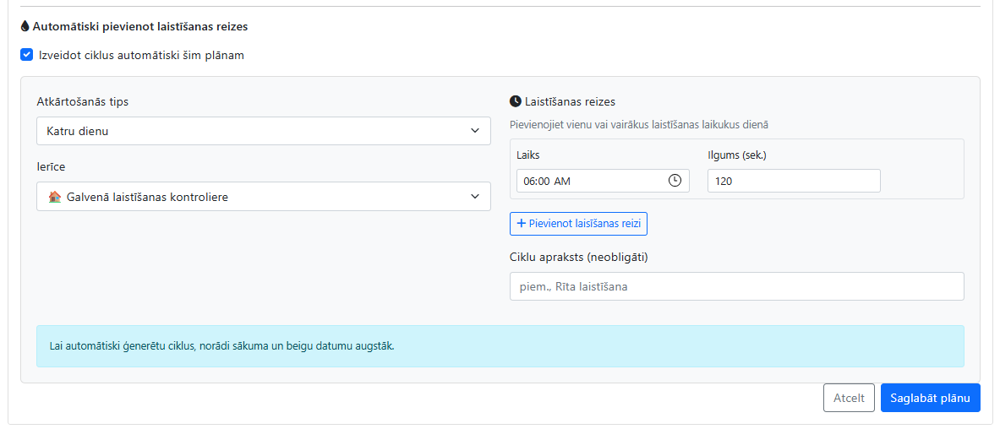 Automātiski pievienot laistīšanas reizes
Izveidot ciklus automātiski šim plānam
Atkārtošanās tips
Katru dienu
Ierīce
Galvenā laistīšanas kontroliere
Laistīšanas reizes
Pievienojiet vienu vai vairākus laistīšanas laikukus dienā
Laiks
Ilgums (sek.)
06:00 AM
120
+ Pievienot laisīšanas reizi
Ciklu apraksts (neobligāti)
piem., Rīta laistīšana
Lai automātiski ģenerētu ciklus, norādi sākuma un beigu datumu augstāk.
Atcelt
Saglabāt plānu